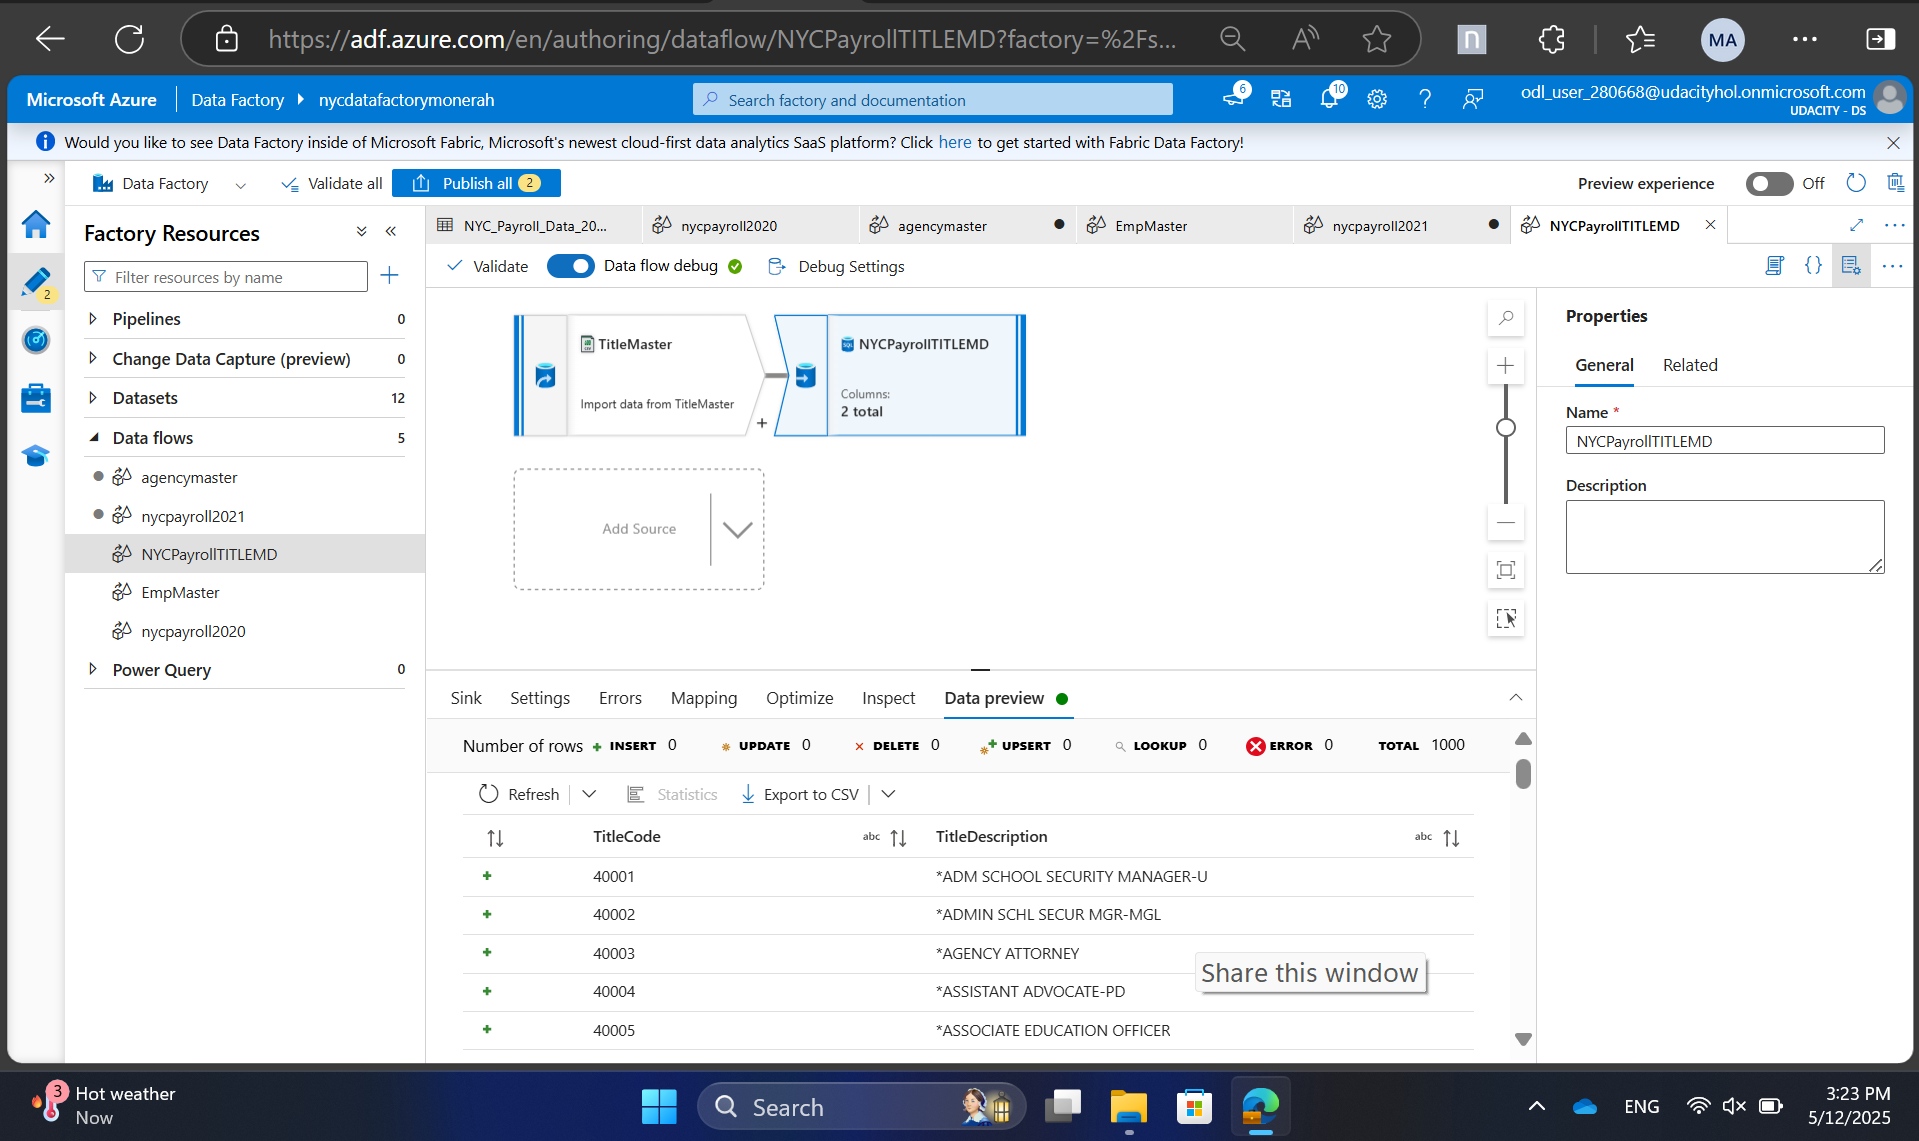 https://adf.azure.com/en/authoring/dataflow/NYCPayrollTITLEMD?factory=%2Fs...
MA
Microsoft Azure
Data Factory
nycdatafactorymonerah
Search factory and documentation
6
10
odl_user_280668@udacityhol.onmicrosoft.com
UDACITY - DS
Would you like to see Data Factory inside of Microsoft Fabric, Microsoft's newest cloud-first data analytics SaaS platform? Click here to get started with Fabric Data Factory!
Data Factory
Validate all
Publish all 2
Preview experience
Off
2
Factory Resources
Filter resources by name
Pipelines 0
Change Data Capture (preview) 0
Datasets 12
Data flows 5
agencymaster
nycpayroll2021
NYCPayrollTITLEMD
EmpMaster
nycpayroll2020
Power Query 0
NYC_Payroll_Data_20...
nycpayroll2020
agencymaster
EmpMaster
nycpayroll2021
NYCPayrollTITLEMD
Validate
Data flow debug
Debug Settings
TitleMaster
Import data from TitleMaster
NYCPayrollTITLEMD
Columns:
2 total
Add Source
Properties
General
Related
Name *
NYCPayrollTITLEMD
Description
Sink
Settings
Errors
Mapping
Optimize
Inspect
Data preview
Number of rows
INSERT 0
UPDATE 0
DELETE 0
UPSERT 0
LOOKUP 0
ERROR 0
TOTAL 1000
Refresh
Statistics
Export to CSV
TitleCode abc
TitleDescription abc
40001 *ADM SCHOOL SECURITY MANAGER-U
40002 *ADMIN SCHL SECUR MGR-MGL
40003 *AGENCY ATTORNEY
40004 *ASSISTANT ADVOCATE-PD
40005 *ASSOCIATE EDUCATION OFFICER
Share this window
3
Hot weather
Now
Search
ENG
3:23 PM
5/12/2025